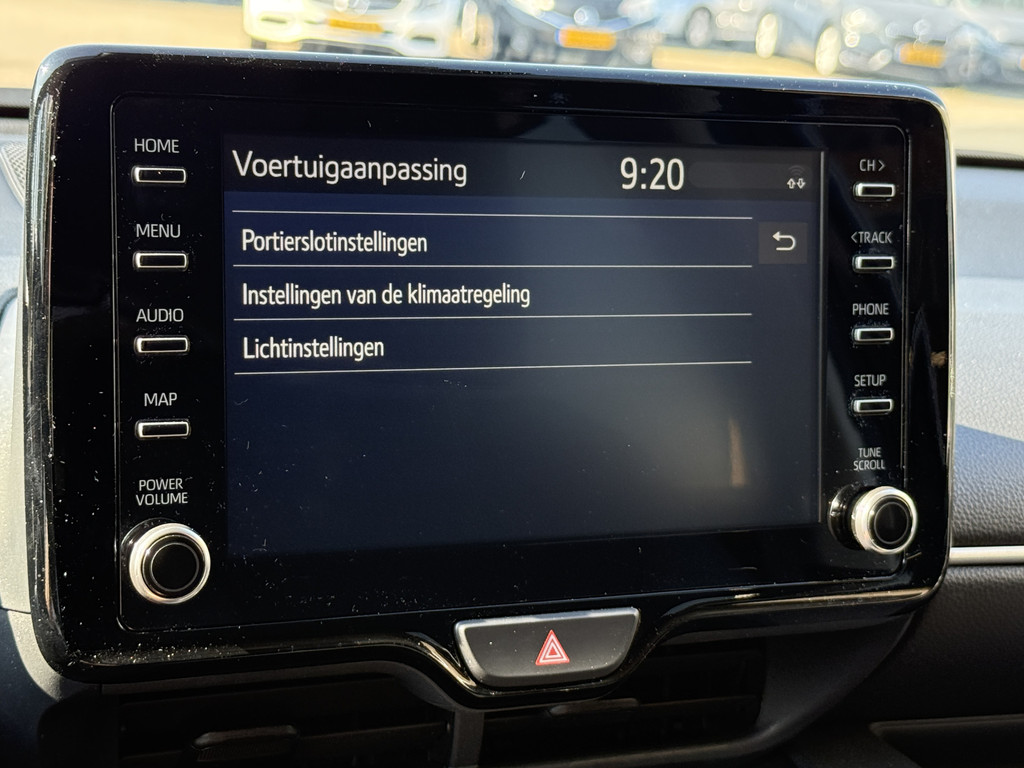 HOME
MENU
AUDIO
MAP
POWER
VOLUME
Voertuigaanpassing
9:20
Portierslotinstellingen
Instellingen van de klimaatregeling
Lichtinstellingen
CH >
< TRACK
PHONE
SETUP
TUNE
SCROLL